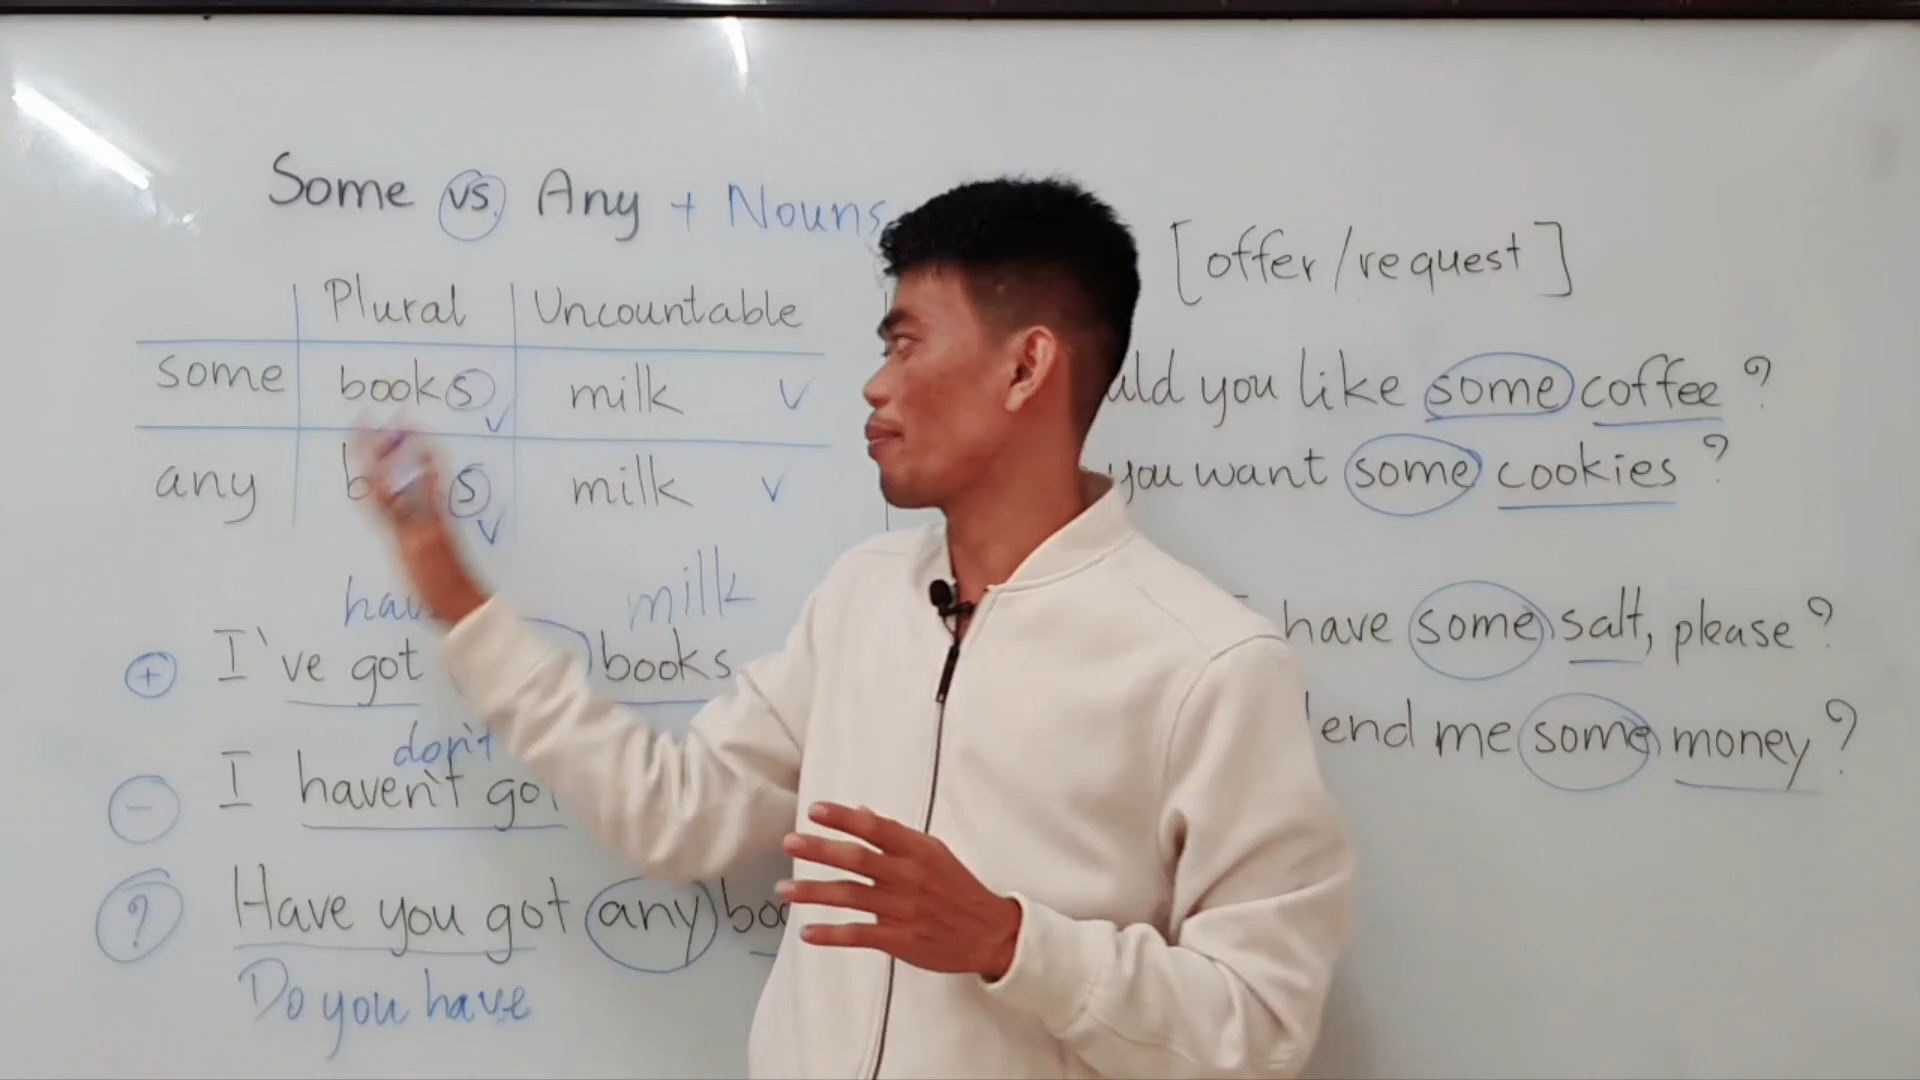 Some vs. Any + Nouns
Plural Uncountable
some books milk
any milk
milk
I've got books
don't
I haven't got
? Have you got any
Do you have
[offer/request]
you like some coffee?
you want some cookies?
have some salt, please?
me some money?